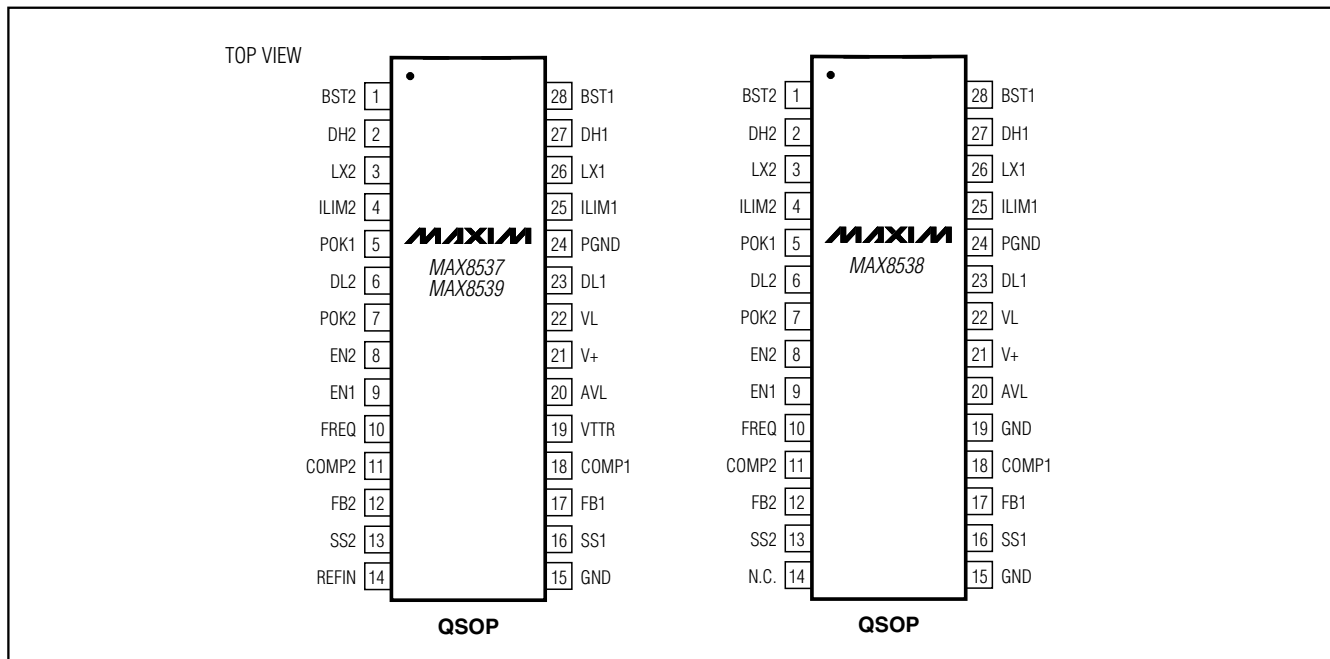 TOP VIEW
BST2 1
DH2 2
LX2 3
ILIM2 4
POK1 5
DL2 6
POK2 7
EN2 8
EN1 9
FREQ 10
COMP2 11
FB2 12
SS2 13
REFIN 14
MAXIM
MAX8537
MAX8539
28 BST1
27 DH1
26 LX1
25 ILIM1
24 PGND
23 DL1
22 VL
21 V+
20 AVL
19 VTTR
18 COMP1
17 FB1
16 SS1
15 GND
QSOP
BST2 1
DH2 2
LX2 3
ILIM2 4
POK1 5
DL2 6
POK2 7
EN2 8
EN1 9
FREQ 10
COMP2 11
FB2 12
SS2 13
N.C. 14
MAXIM
MAX8538
28 BST1
27 DH1
26 LX1
25 ILIM1
24 PGND
23 DL1
22 VL
21 V+
20 AVL
19 GND
18 COMP1
17 FB1
16 SS1
15 GND
QSOP